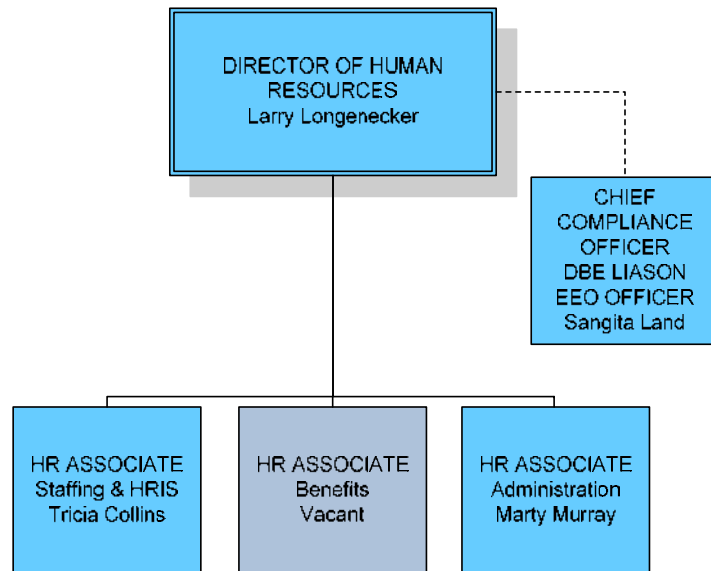 DIRECTOR OF HUMAN
RESOURCES
Larry Longenecker
CHIEF
COMPLIANCE
OFFICER
DBE LIASON
EEO OFFICER
Sangita Land
HR ASSOCIATE
Staffing & HRIS
Tricia Collins
HR ASSOCIATE
Benefits
Vacant
HR ASSOCIATE
Administration
Marty Murray